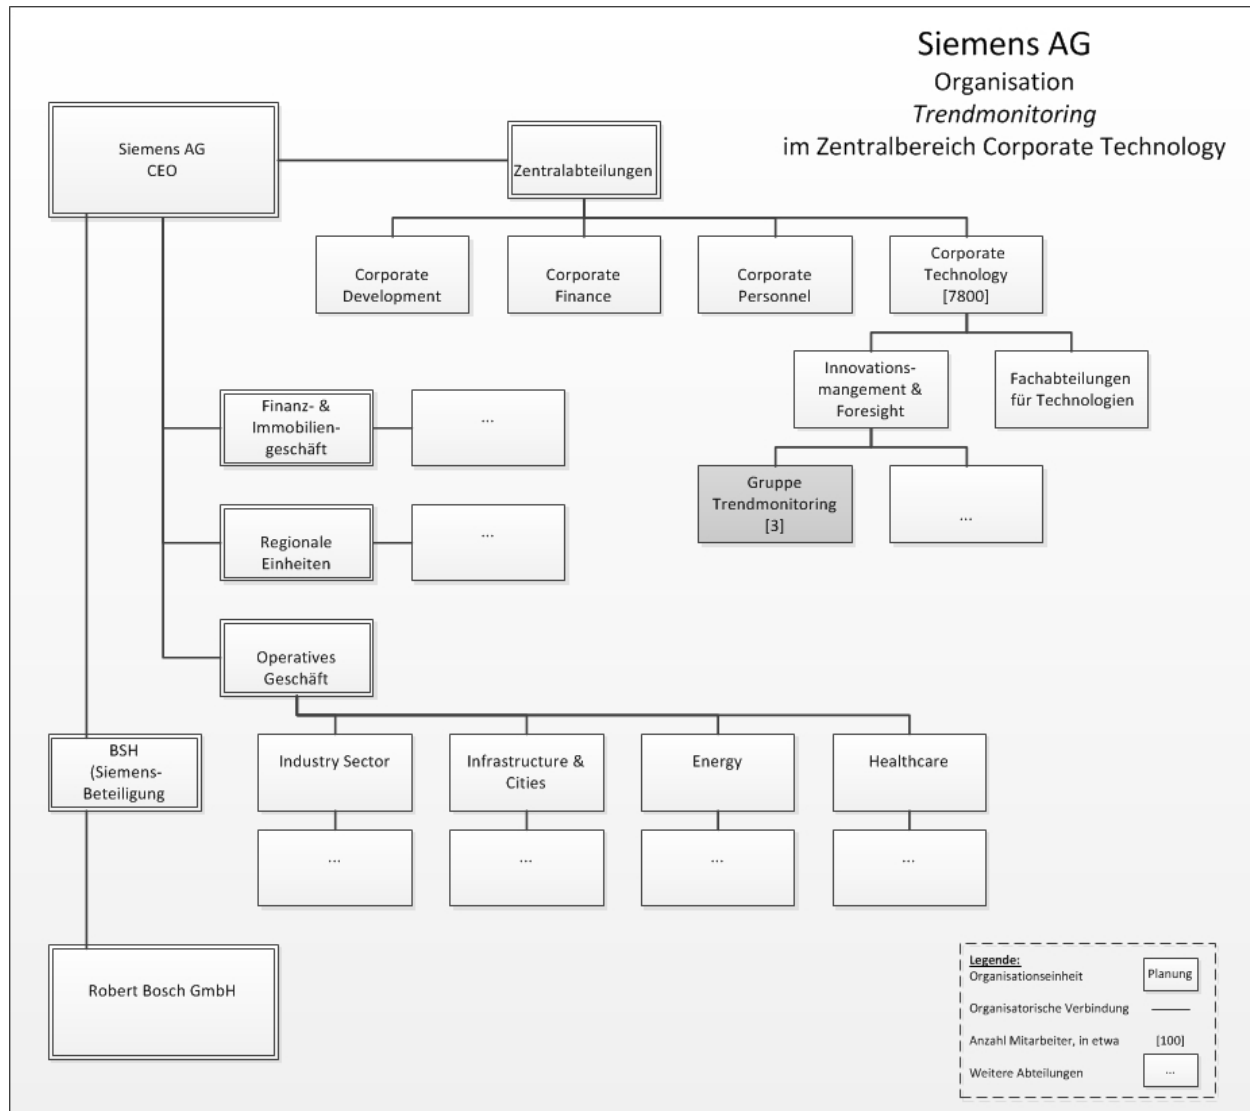 Siemens AG
Organisation
Trendmonitoring
im Zentralbereich Corporate Technology
Siemens AG
CEO
Zentralabteilungen
Corporate
Development
Corporate
Finance
Corporate
Personnel
Corporate
Technology
[7800]
Innovations-
mangement &
Foresight
Fachabteilungen
für Technologien
Finanz- &
Immobilien-
geschäft
...
Gruppe
Trendmonitoring
[3]
...
Regionale
Einheiten
...
Operatives
Geschäft
BSH
(Siemens-
Beteiligung
Industry Sector
Infrastructure &
Cities
Energy
Healthcare
...
...
...
...
Robert Bosch GmbH
Legende:
Organisationseinheit
Planung
Organisatorische Verbindung
Anzahl Mitarbeiter, in etwa
[100]
Weitere Abteilungen
...